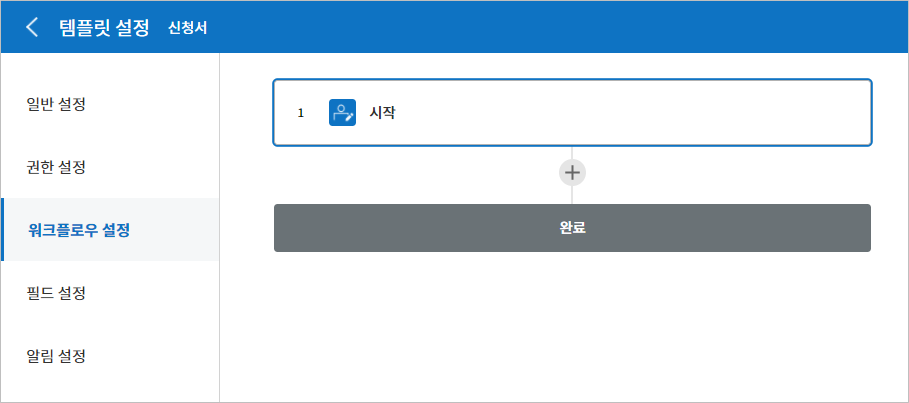 템플릿 설정 신청서
일반 설정
권한 설정
워크플로우 설정
필드 설정
알림 설정
1 시작
완료